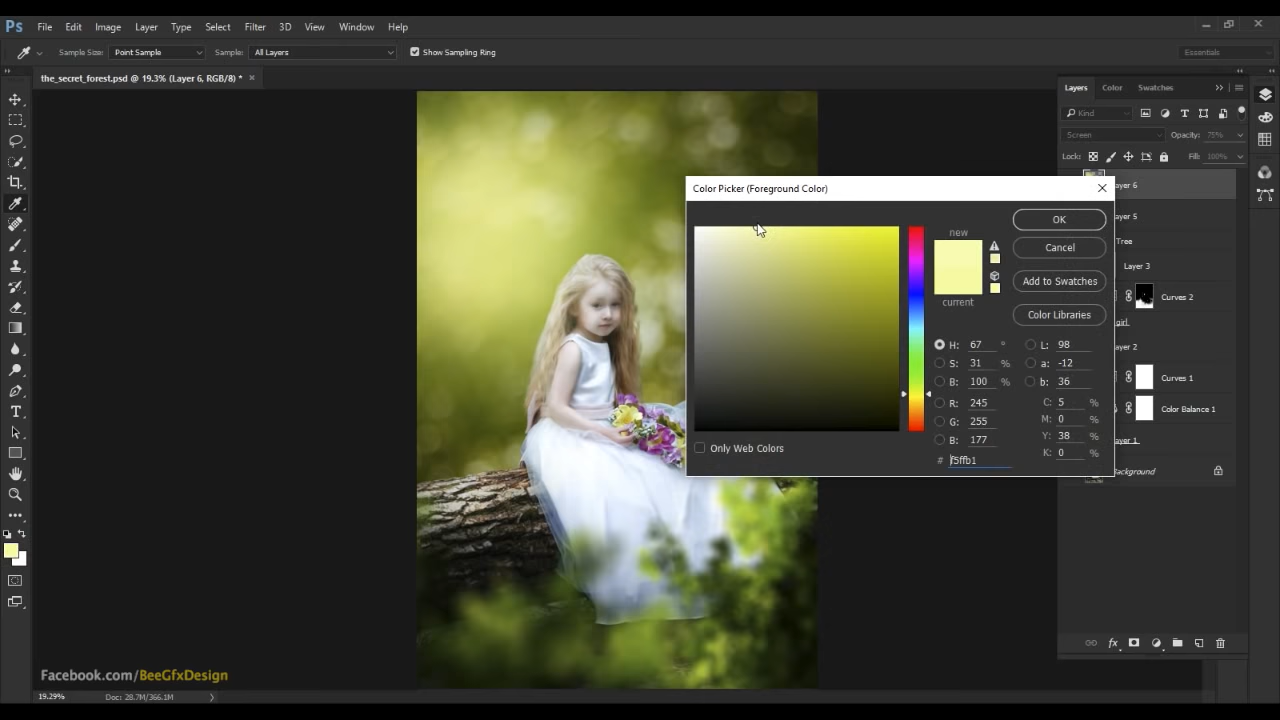 Ps File Edit Image Layer Type Select Filter 3D View Window Help
Sample Size: Point Sample Sample: All Layers Show Sampling Ring Essentials
the_secret_forest.psd @ 19.3% (Layer 6, RGB/8) * ×
Layers Color Swatches
Kind
Screen Opacity: 75%
Lock: Fill: 100%
ayer 6
ayer 5
Tree
Layer 3
Curves 2
girl
ayer 2
Curves 1
Color Balance 1
ayer 1
Background
Color Picker (Foreground Color)
new
current
OK
Cancel
Add to Swatches
Color Libraries
H: 67 ° L: 98
S: 31 % a: -12
B: 100 % b: 36
R: 245 C: 5 %
G: 255 M: 0 %
B: 177 Y: 38 %
# f5ffb1 K: 0 %
Only Web Colors
Facebook.com/BeeGfxDesign
19.29% Doc: 28.7M/366.1M